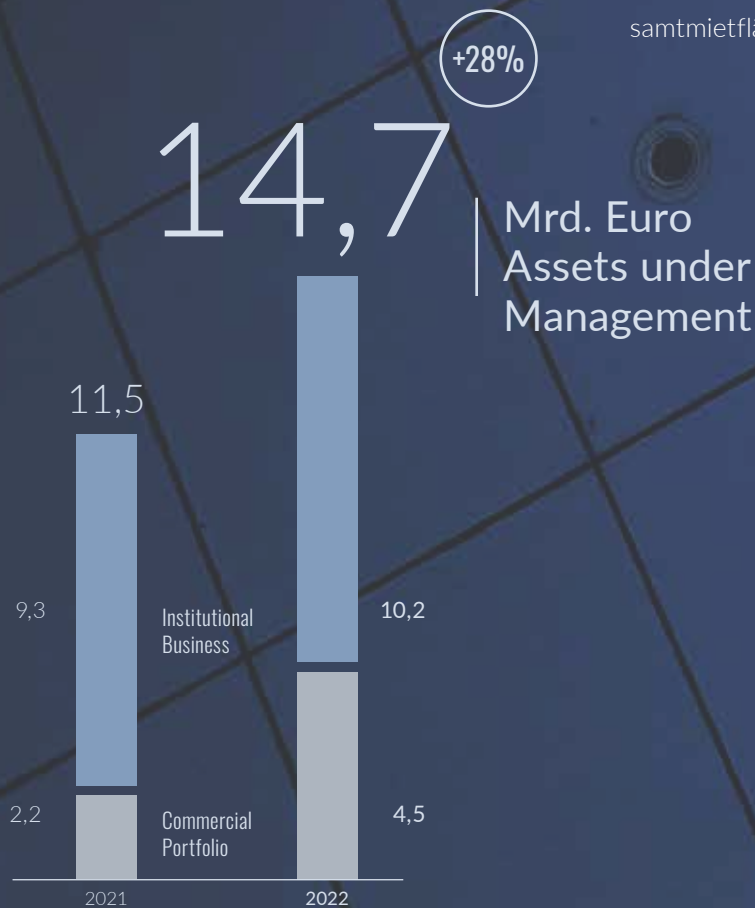 +28%
14,7
Mrd. Euro
Assets under
Management
11,5
9,3
Institutional
Business
10,2
2,2
Commercial
Portfolio
4,5
2021
2022